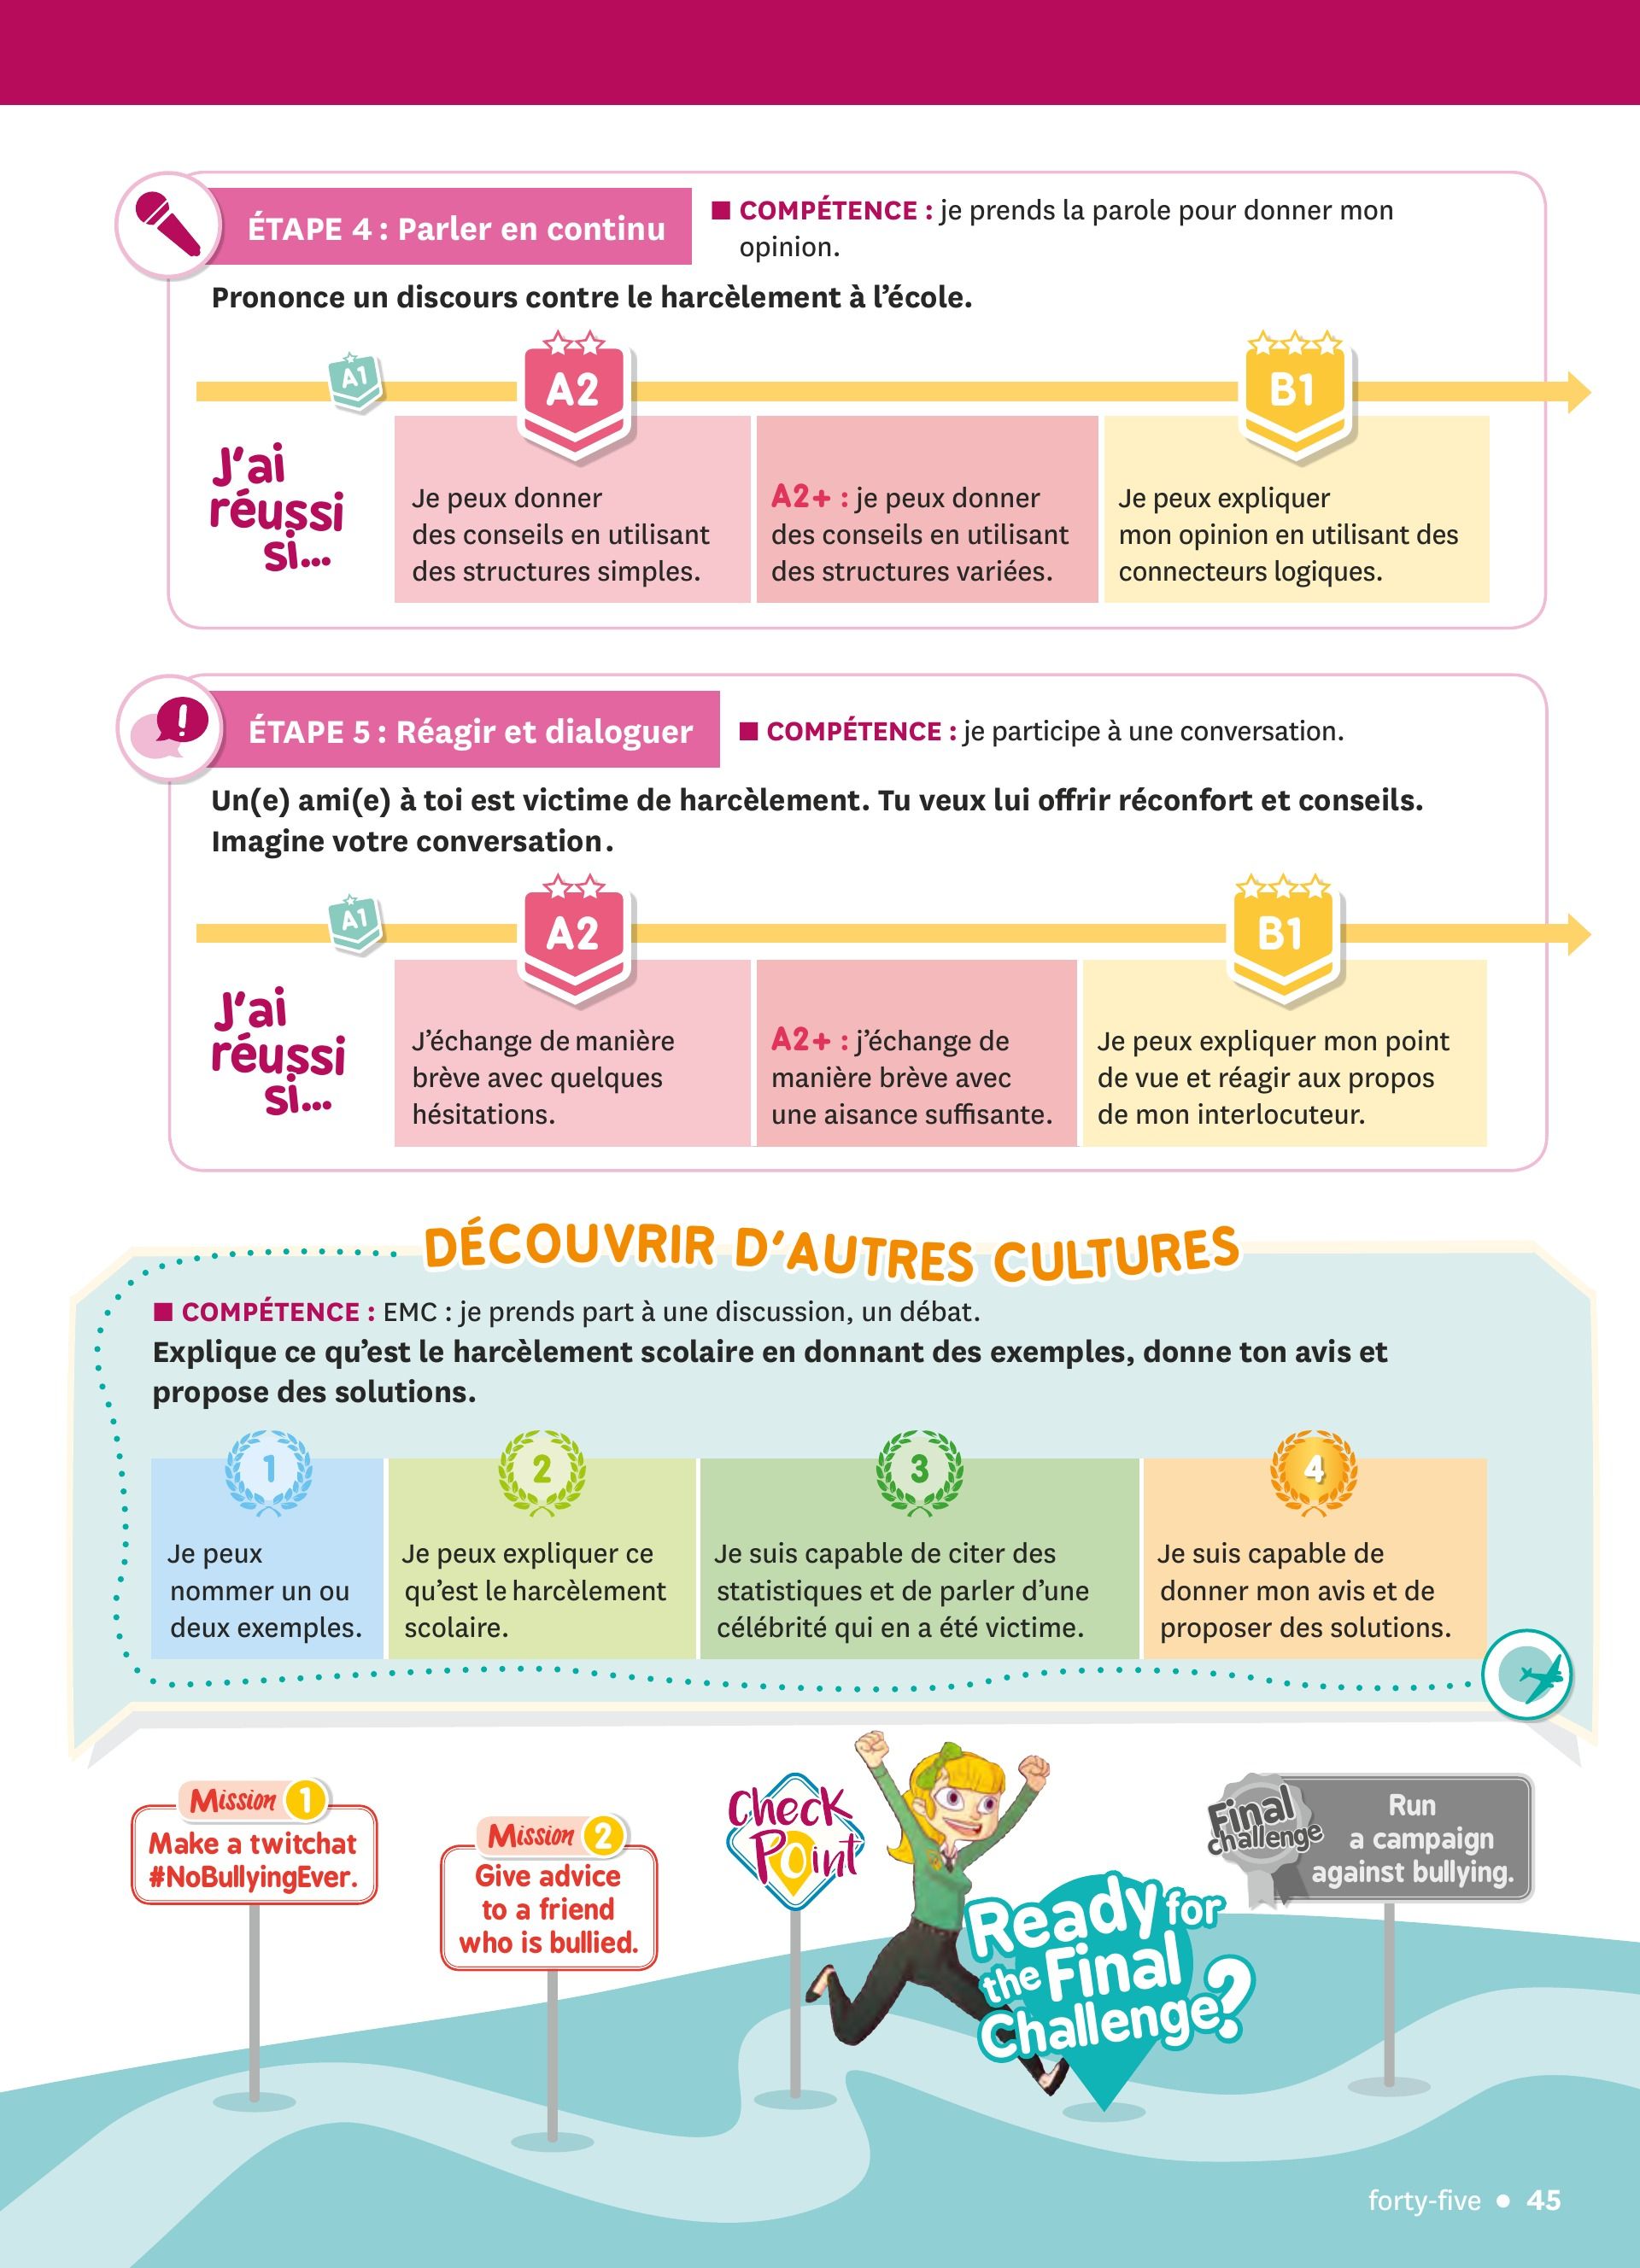 ÉTAPE 4 : Parler en continu
■ COMPÉTENCE : je prends la parole pour donner mon
opinion.
Prononce un discours contre le harcèlement à l’école.
A1
A2
B1
J’ai
réussi
si...
Je peux donner
des conseils en utilisant
des structures simples.
A2+ : je peux donner
des conseils en utilisant
des structures variées.
Je peux expliquer
mon opinion en utilisant des
connecteurs logiques.
ÉTAPE 5 : Réagir et dialoguer
■ COMPÉTENCE : je participe à une conversation.
Un(e) ami(e) à toi est victime de harcèlement. Tu veux lui offrir réconfort et conseils.
Imagine votre conversation.
A1
A2
B1
J’ai
réussi
si...
J’échange de manière
brève avec quelques
hésitations.
A2+ : j’échange de
manière brève avec
une aisance suffisante.
Je peux expliquer mon point
de vue et réagir aux propos
de mon interlocuteur.
DÉCOUVRIR D’AUTRES CULTURES
■ COMPÉTENCE : EMC : je prends part à une discussion, un débat.
Explique ce qu’est le harcèlement scolaire en donnant des exemples, donne ton avis et
propose des solutions.
1
Je peux
nommer un ou
deux exemples.
2
Je peux expliquer ce
qu’est le harcèlement
scolaire.
3
Je suis capable de citer des
statistiques et de parler d’une
célébrité qui en a été victime.
4
Je suis capable de
donner mon avis et de
proposer des solutions.
Mission 1
Make a twitchat
#NoBullyingEver.
Mission 2
Give advice
to a friend
who is bullied.
Check
Point
Ready for
the Final
Challenge?
Final
challenge
Run
a campaign
against bullying.
forty-five • 45